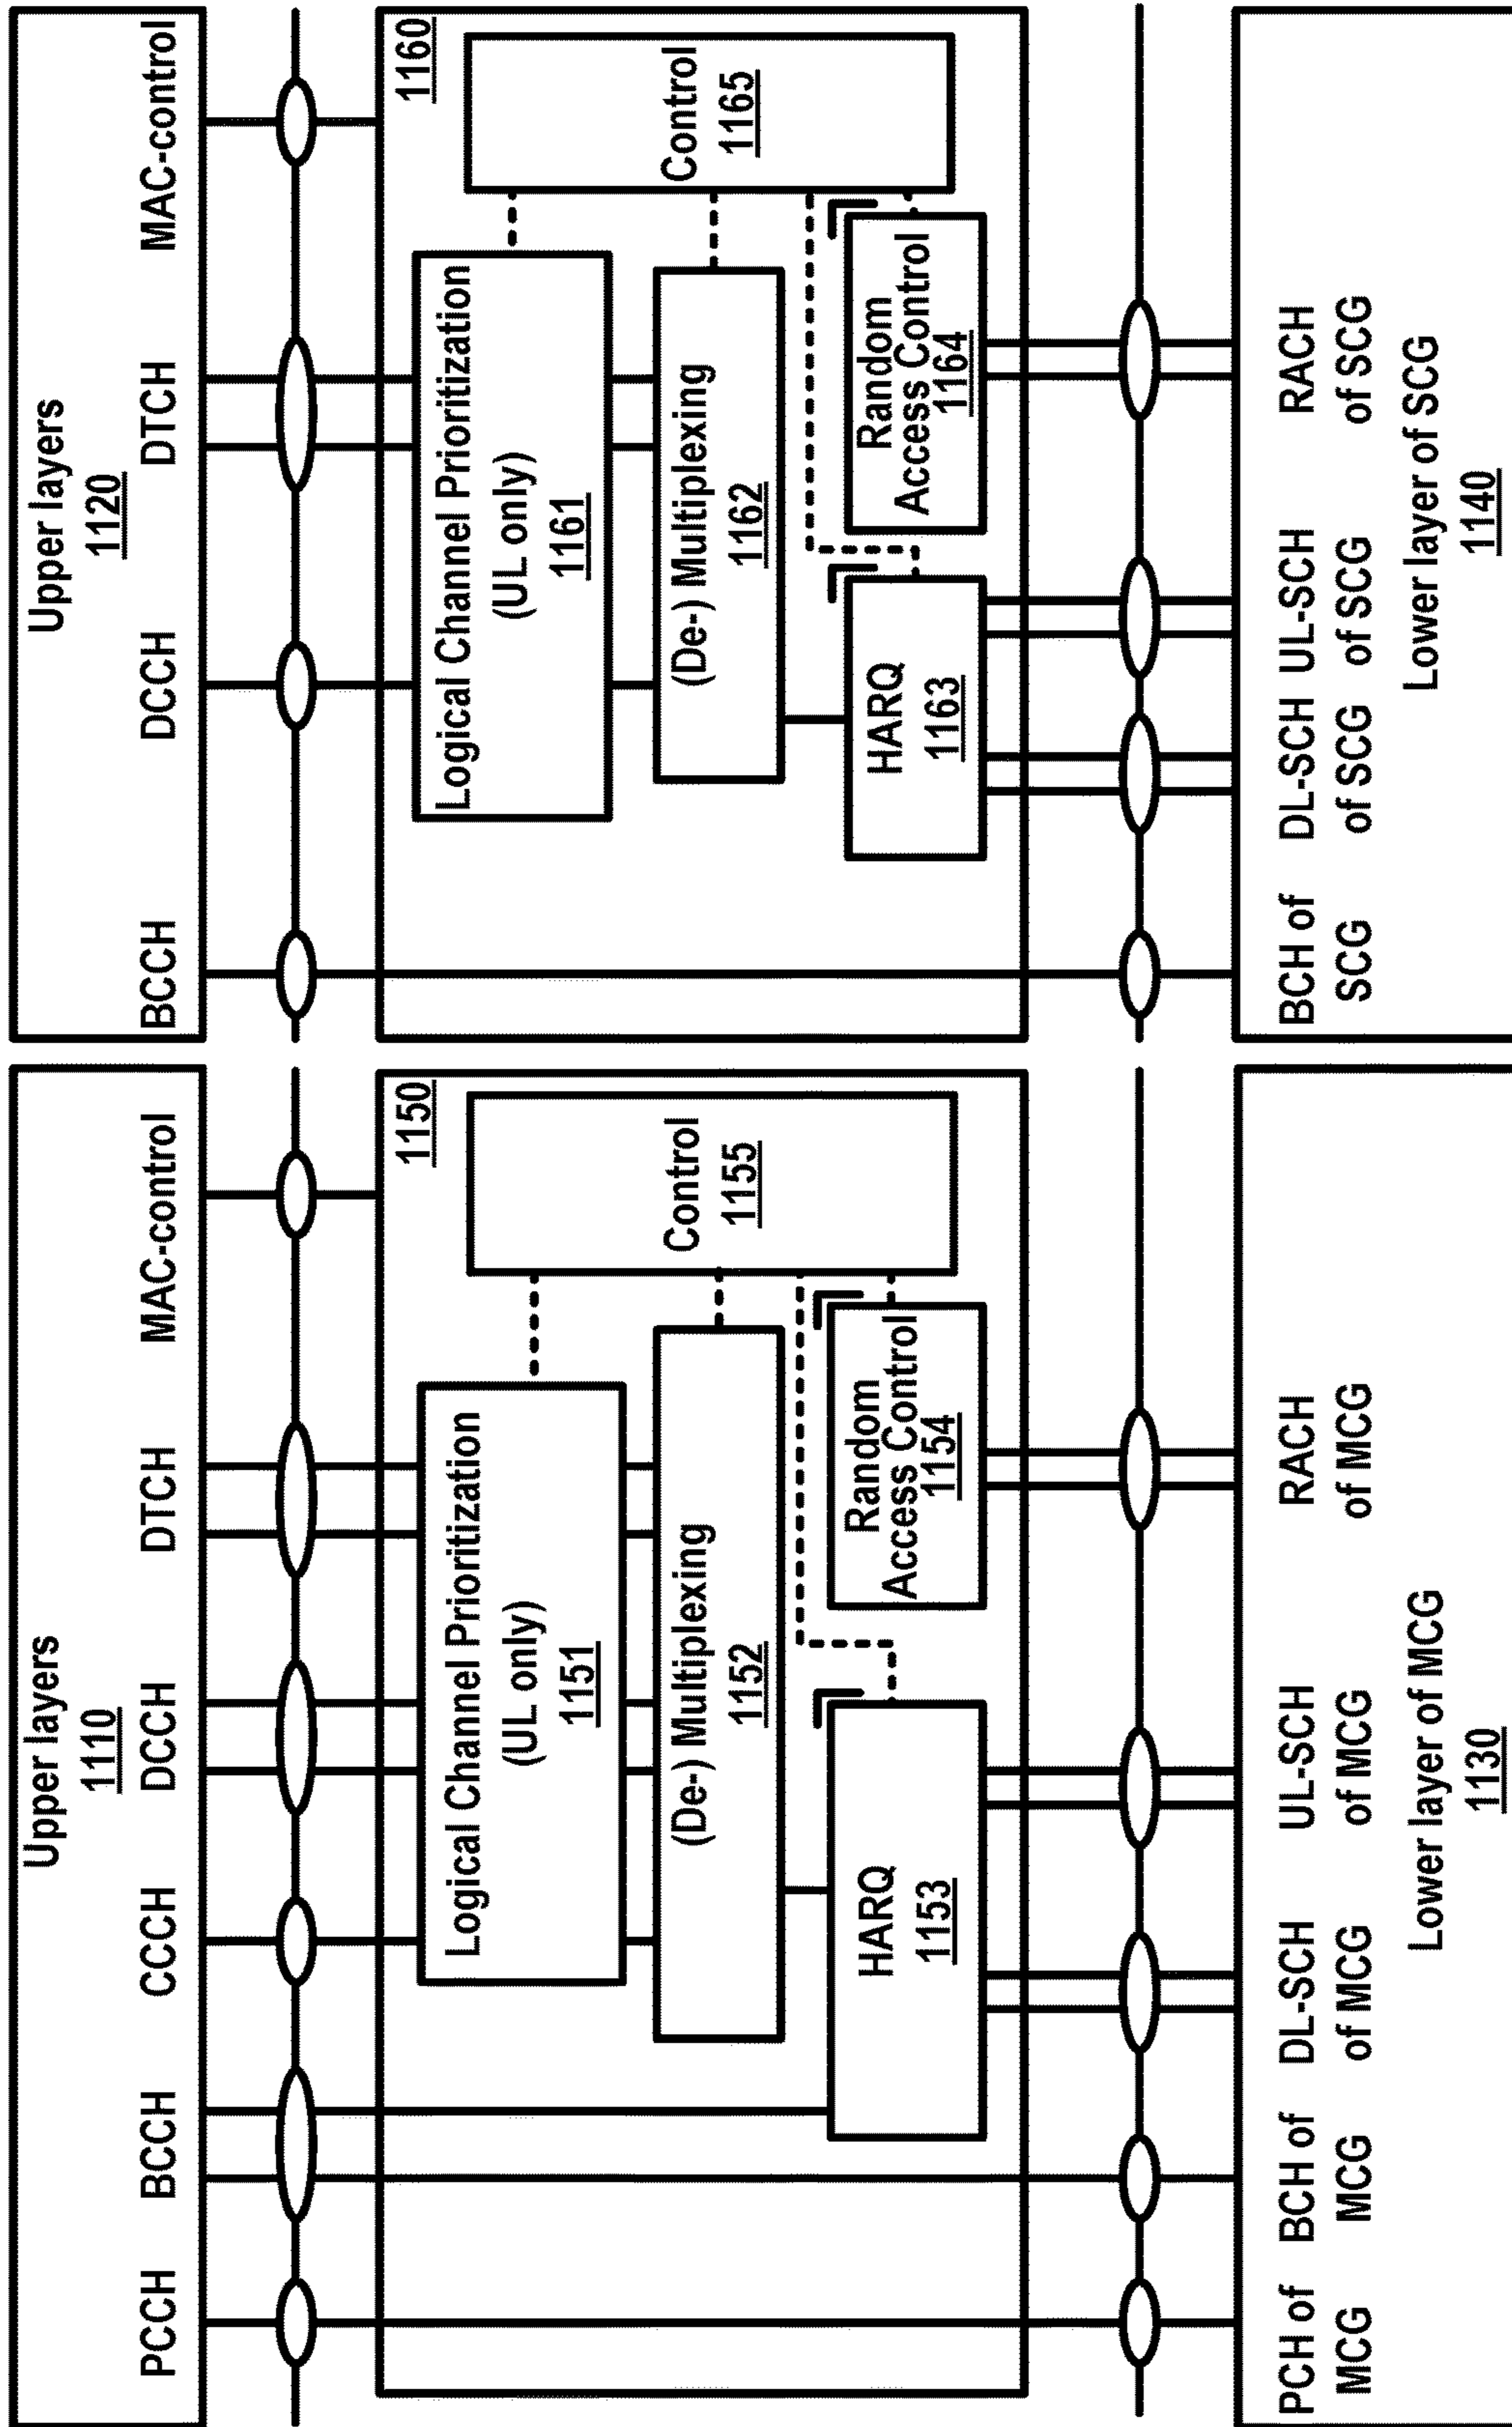 Upper layers
1110
PCCH BCCH CCCH DCCH DTCH MAC-control
1150
Logical Channel Prioritization
(UL only)
1151
Control
1155
(De-) Multiplexing
1152
HARQ
1153
Random
Access Control
1154
PCH of BCH of DL-SCH UL-SCH RACH
MCG MCG of MCG of MCG of MCG
Lower layer of MCG
1130
Upper layers
1120
BCCH DCCH DTCH MAC-control
1160
Logical Channel Prioritization
(UL only)
1161
Control
1165
(De-) Multiplexing
1162
HARQ
1163
Random
Access Control
1164
BCH of DL-SCH UL-SCH RACH
SCG of SCG of SCG of SCG
Lower layer of SCG
1140